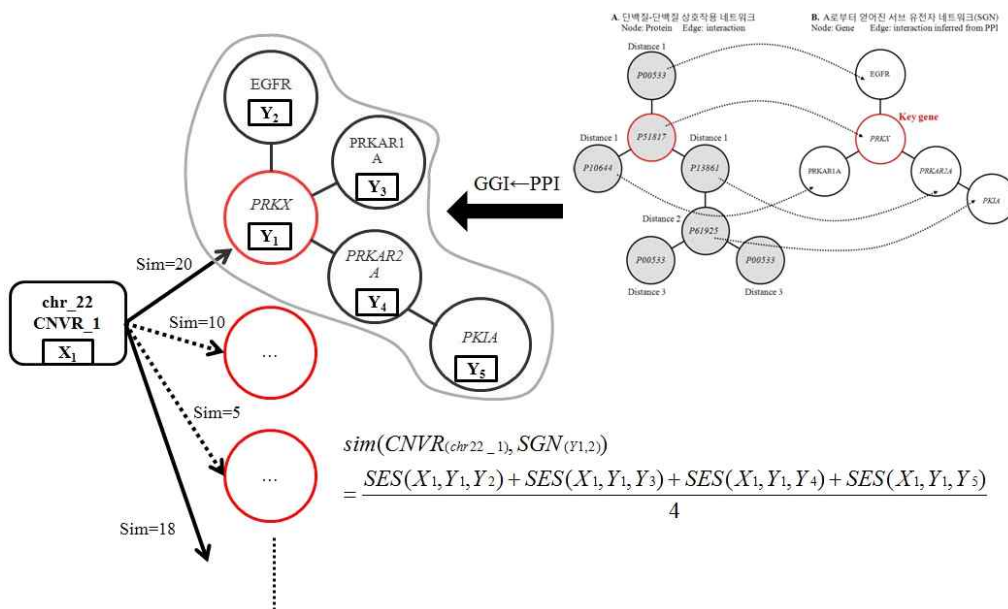 A. 단백질-단백질 상호작용 네트워크
Node: Protein Edge: interaction
B. A로부터 얻어진 서브 유전자 네트워크(SGN)
Node: Gene Edge: interaction inferred from PPI
Distance 1
P00533
Distance 1
P51817
Distance 1
P10644
P13861
Distance 2
P61925
P00533
P00533
Distance 3
Distance 3
EGFR
Key gene
PRKX
PRKAR1A
PRKAR1A
PKIA
GGI←PPI
EGFR
Y2
PRKAR1
A
Y3
PRKX
Y1
PRKAR2
A
Y4
PKIA
Y5
chr_22
CNVR_1
X1
Sim=20
Sim=10
...
Sim=5
...
Sim=18
sim(CNVR(chr22_1), SGN(Y1,2))
= SES(X1,Y1,Y2)+SES(X1,Y1,Y3)+SES(X1,Y1,Y4)+SES(X1,Y1,Y5)
4